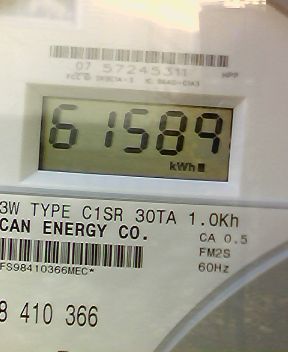 07 57245311 HPP
61589
kWh
3W TYPE C1SR 30TA 1.0Kh
CAN ENERGY CO. CA 0.5
FM2S
FS98410366MEC* 60Hz
8 410 366